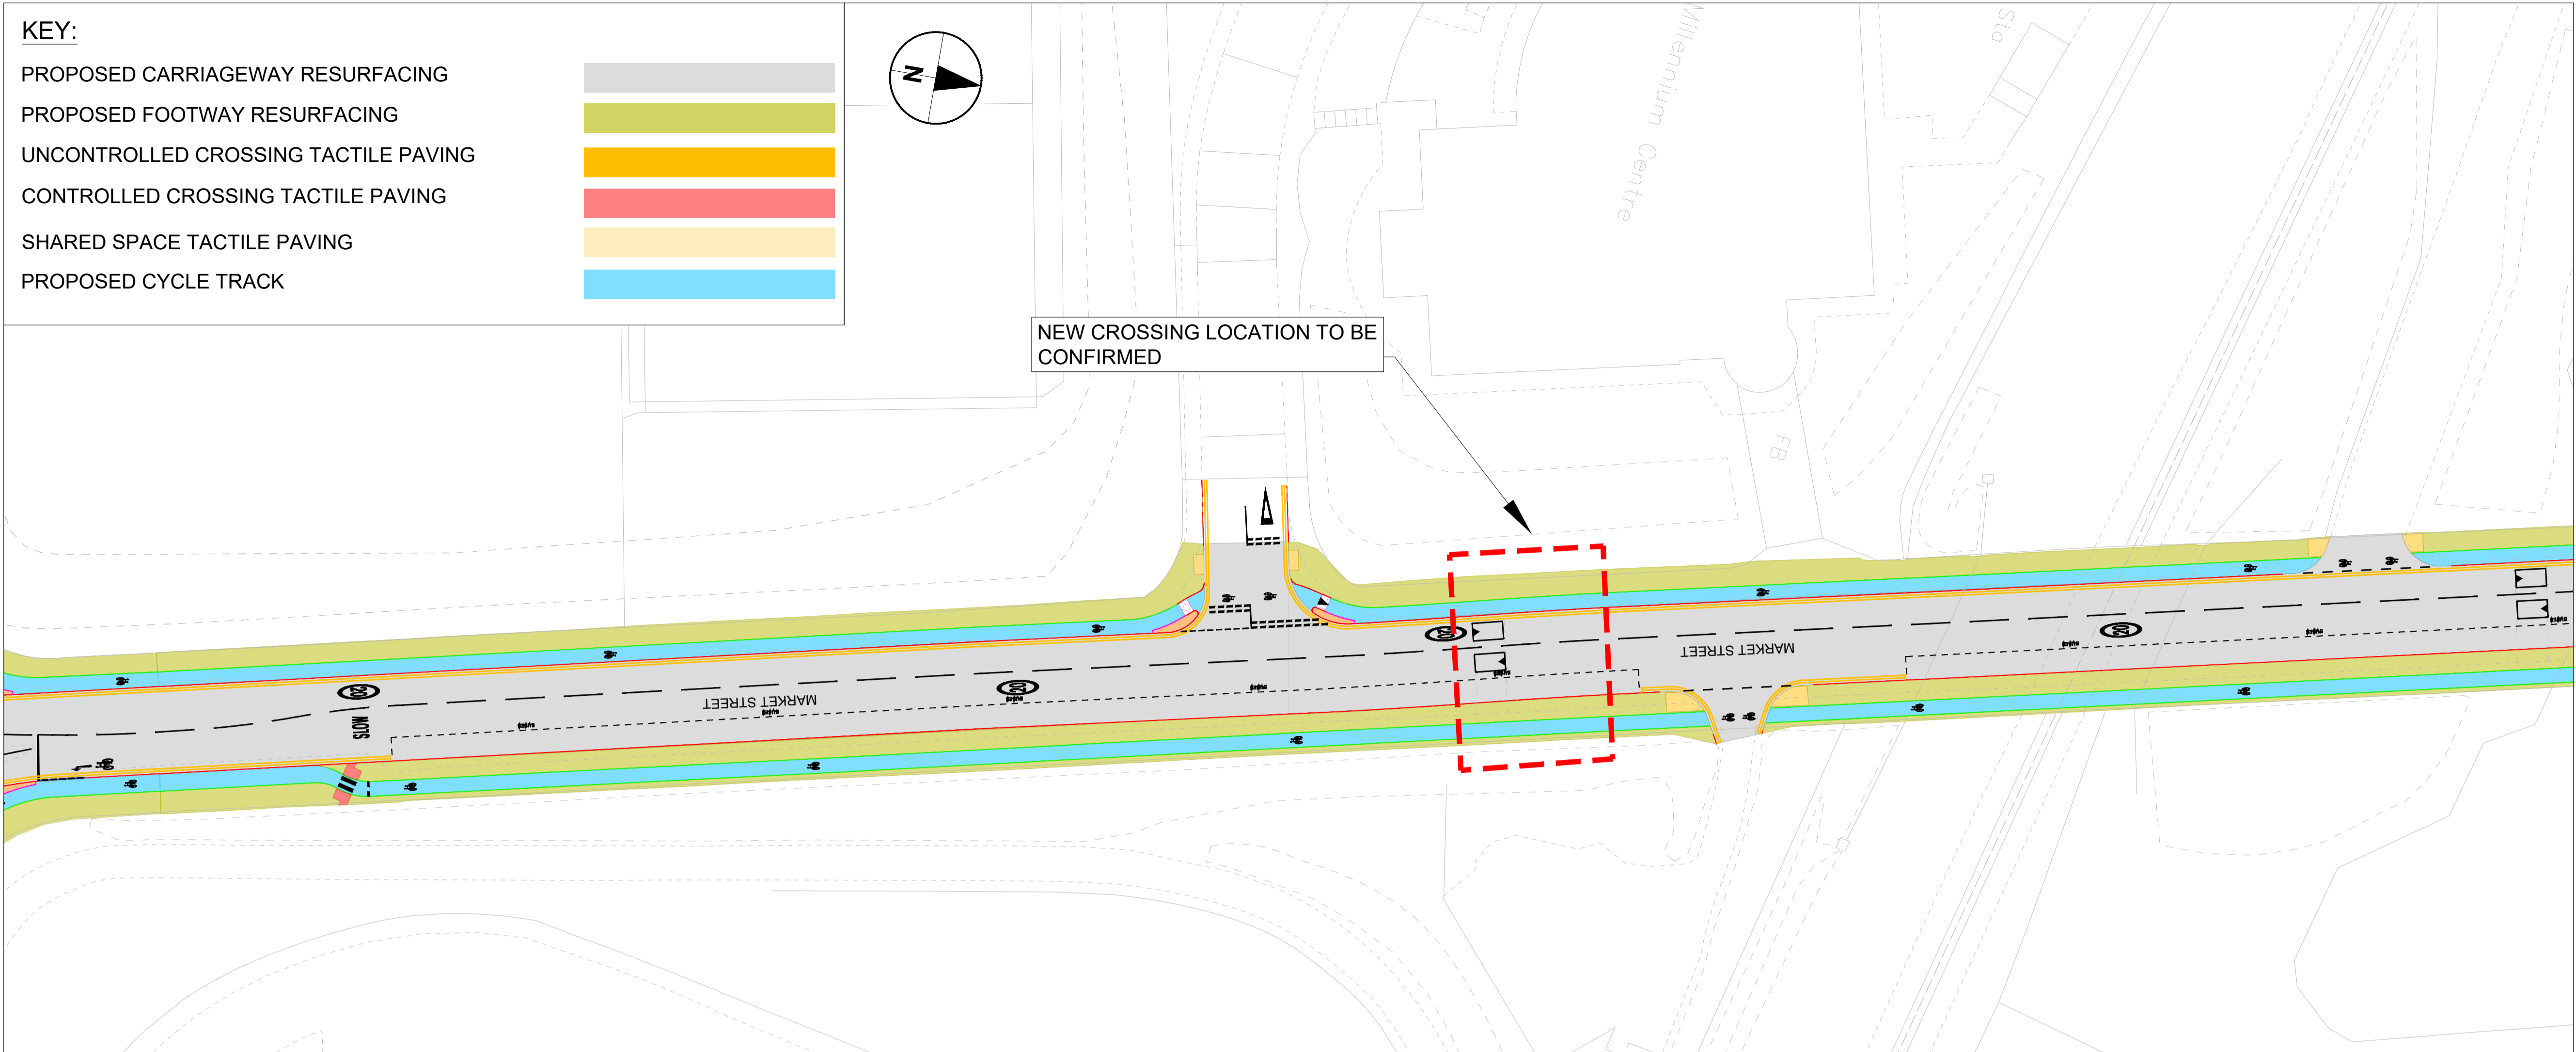 KEY:
PROPOSED CARRIAGEWAY RESURFACING
PROPOSED FOOTWAY RESURFACING
UNCONTROLLED CROSSING TACTILE PAVING
CONTROLLED CROSSING TACTILE PAVING
SHARED SPACE TACTILE PAVING
PROPOSED CYCLE TRACK
N
Millennium Centre
Sta
NEW CROSSING LOCATION TO BE
CONFIRMED
FB
20
SLOW
MARKET STREET
20
20
MARKET STREET
20